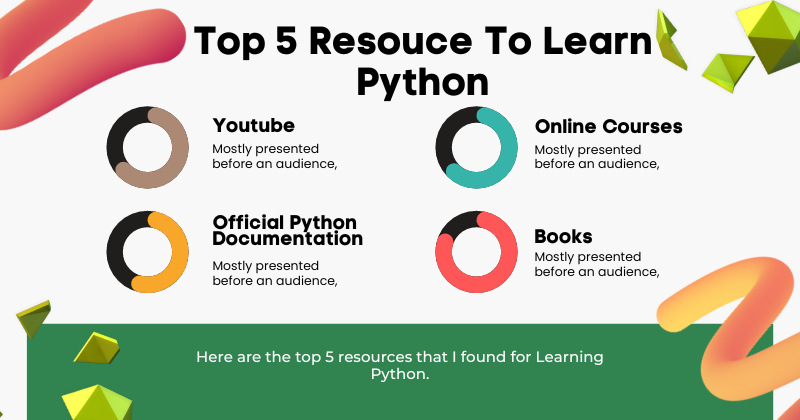 Top 5 Resouce To Learn
Python
Youtube
Mostly presented
before an audience,
Online Courses
Mostly presented
before an audience,
Official Python
Documentation
Mostly presented
before an audience,
Books
Mostly presented
before an audience,
Here are the top 5 resources that I found for Learning
Python.